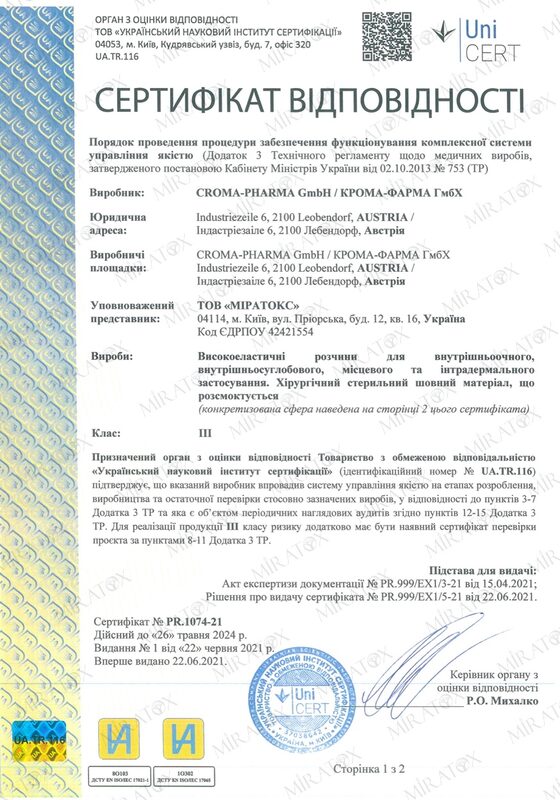 ОРГАН З ОЦІНКИ ВІДПОВІДНОСТІ
ТОВ «УКРАЇНСЬКИЙ НАУКОВИЙ ІНСТИТУТ СЕРТИФІКАЦІЇ»
04053, м. Київ, Кудрявський узвіз, буд. 7, офіс 320
UA.TR.116
Uni
CERT
СЕРТИФІКАТ ВІДПОВІДНОСТІ
Порядок проведення процедури забезпечення функціонування комплексної системи
управління якістю (Додаток 3 Технічного регламенту щодо медичних виробів,
затвердженого постановою Кабінету Міністрів України від 02.10.2013 № 753 (ТР)
Виробник: CROMA-PHARMA GmbH / КРОМА-ФАРМА ГмбХ
Юридична адреса: Industriezeile 6, 2100 Leobendorf, AUSTRIA /
Індастрізаіле 6, 2100 Лебендорф, Австрія
Виробничі площадки: CROMA-PHARMA GmbH / КРОМА-ФАРМА ГмбХ
Industriezeile 6, 2100 Leobendorf, AUSTRIA /
Індастрізаіле 6, 2100 Лебендорф, Австрія
Уповноважений представник: ТОВ «МІРАТОКС»
04114, м. Київ, вул. Пріорська, буд. 12, кв. 16, Україна
Код ЄДРПОУ 42421554
Вироби: Високоеластичні розчини для внутрішньоочного,
внутрішньосуглобового, місцевого та інтрадермального
застосування. Хірургічний стерильний шовний матеріал, що
розсмоктується
(конкретизована сфера наведена на сторінці 2 цього сертифіката)
Клас: III
Призначений орган з оцінки відповідності Товариство з обмеженою відповідальністю
«Український науковий інститут сертифікації» (ідентифікаційний номер № UA.TR.116)
підтверджує, що вказаний виробник впровадив систему управління якістю на етапах розроблення,
виробництва та остаточної перевірки стосовно зазначених виробів, у відповідності до пунктів 3-7
Додатка 3 ТР та яка є об’єктом періодичних наглядових аудитів згідно пунктів 12-15 Додатка 3
ТР. Для реалізації продукції III класу ризику додатково має бути наявний сертифікат перевірки
проєкта за пунктами 8-11 Додатка 3 ТР.
Підстава для видачі:
Акт експертизи документації № PR.999/EX1/3-21 від 15.04.2021;
Рішення про видачу сертифіката № PR.999/EX1/5-21 від 22.06.2021.
Сертифікат № PR.1074-21
Дійсний до «26» травня 2024 р.
Видання № 1 від «22» червня 2021 р.
Вперше видано 22.06.2021.
Керівник органу з
оцінки відповідності
Р.О. Михалко
Uni
CERT
37038642
УКРАЇНА, м.КИЇВ
UA.TR.116
8О105
ДСТУ EN ISO/IEC 17021-1
1О302
ДСТУ EN ISO/IEC 17065
Сторінка 1 з 2
MIRATOX